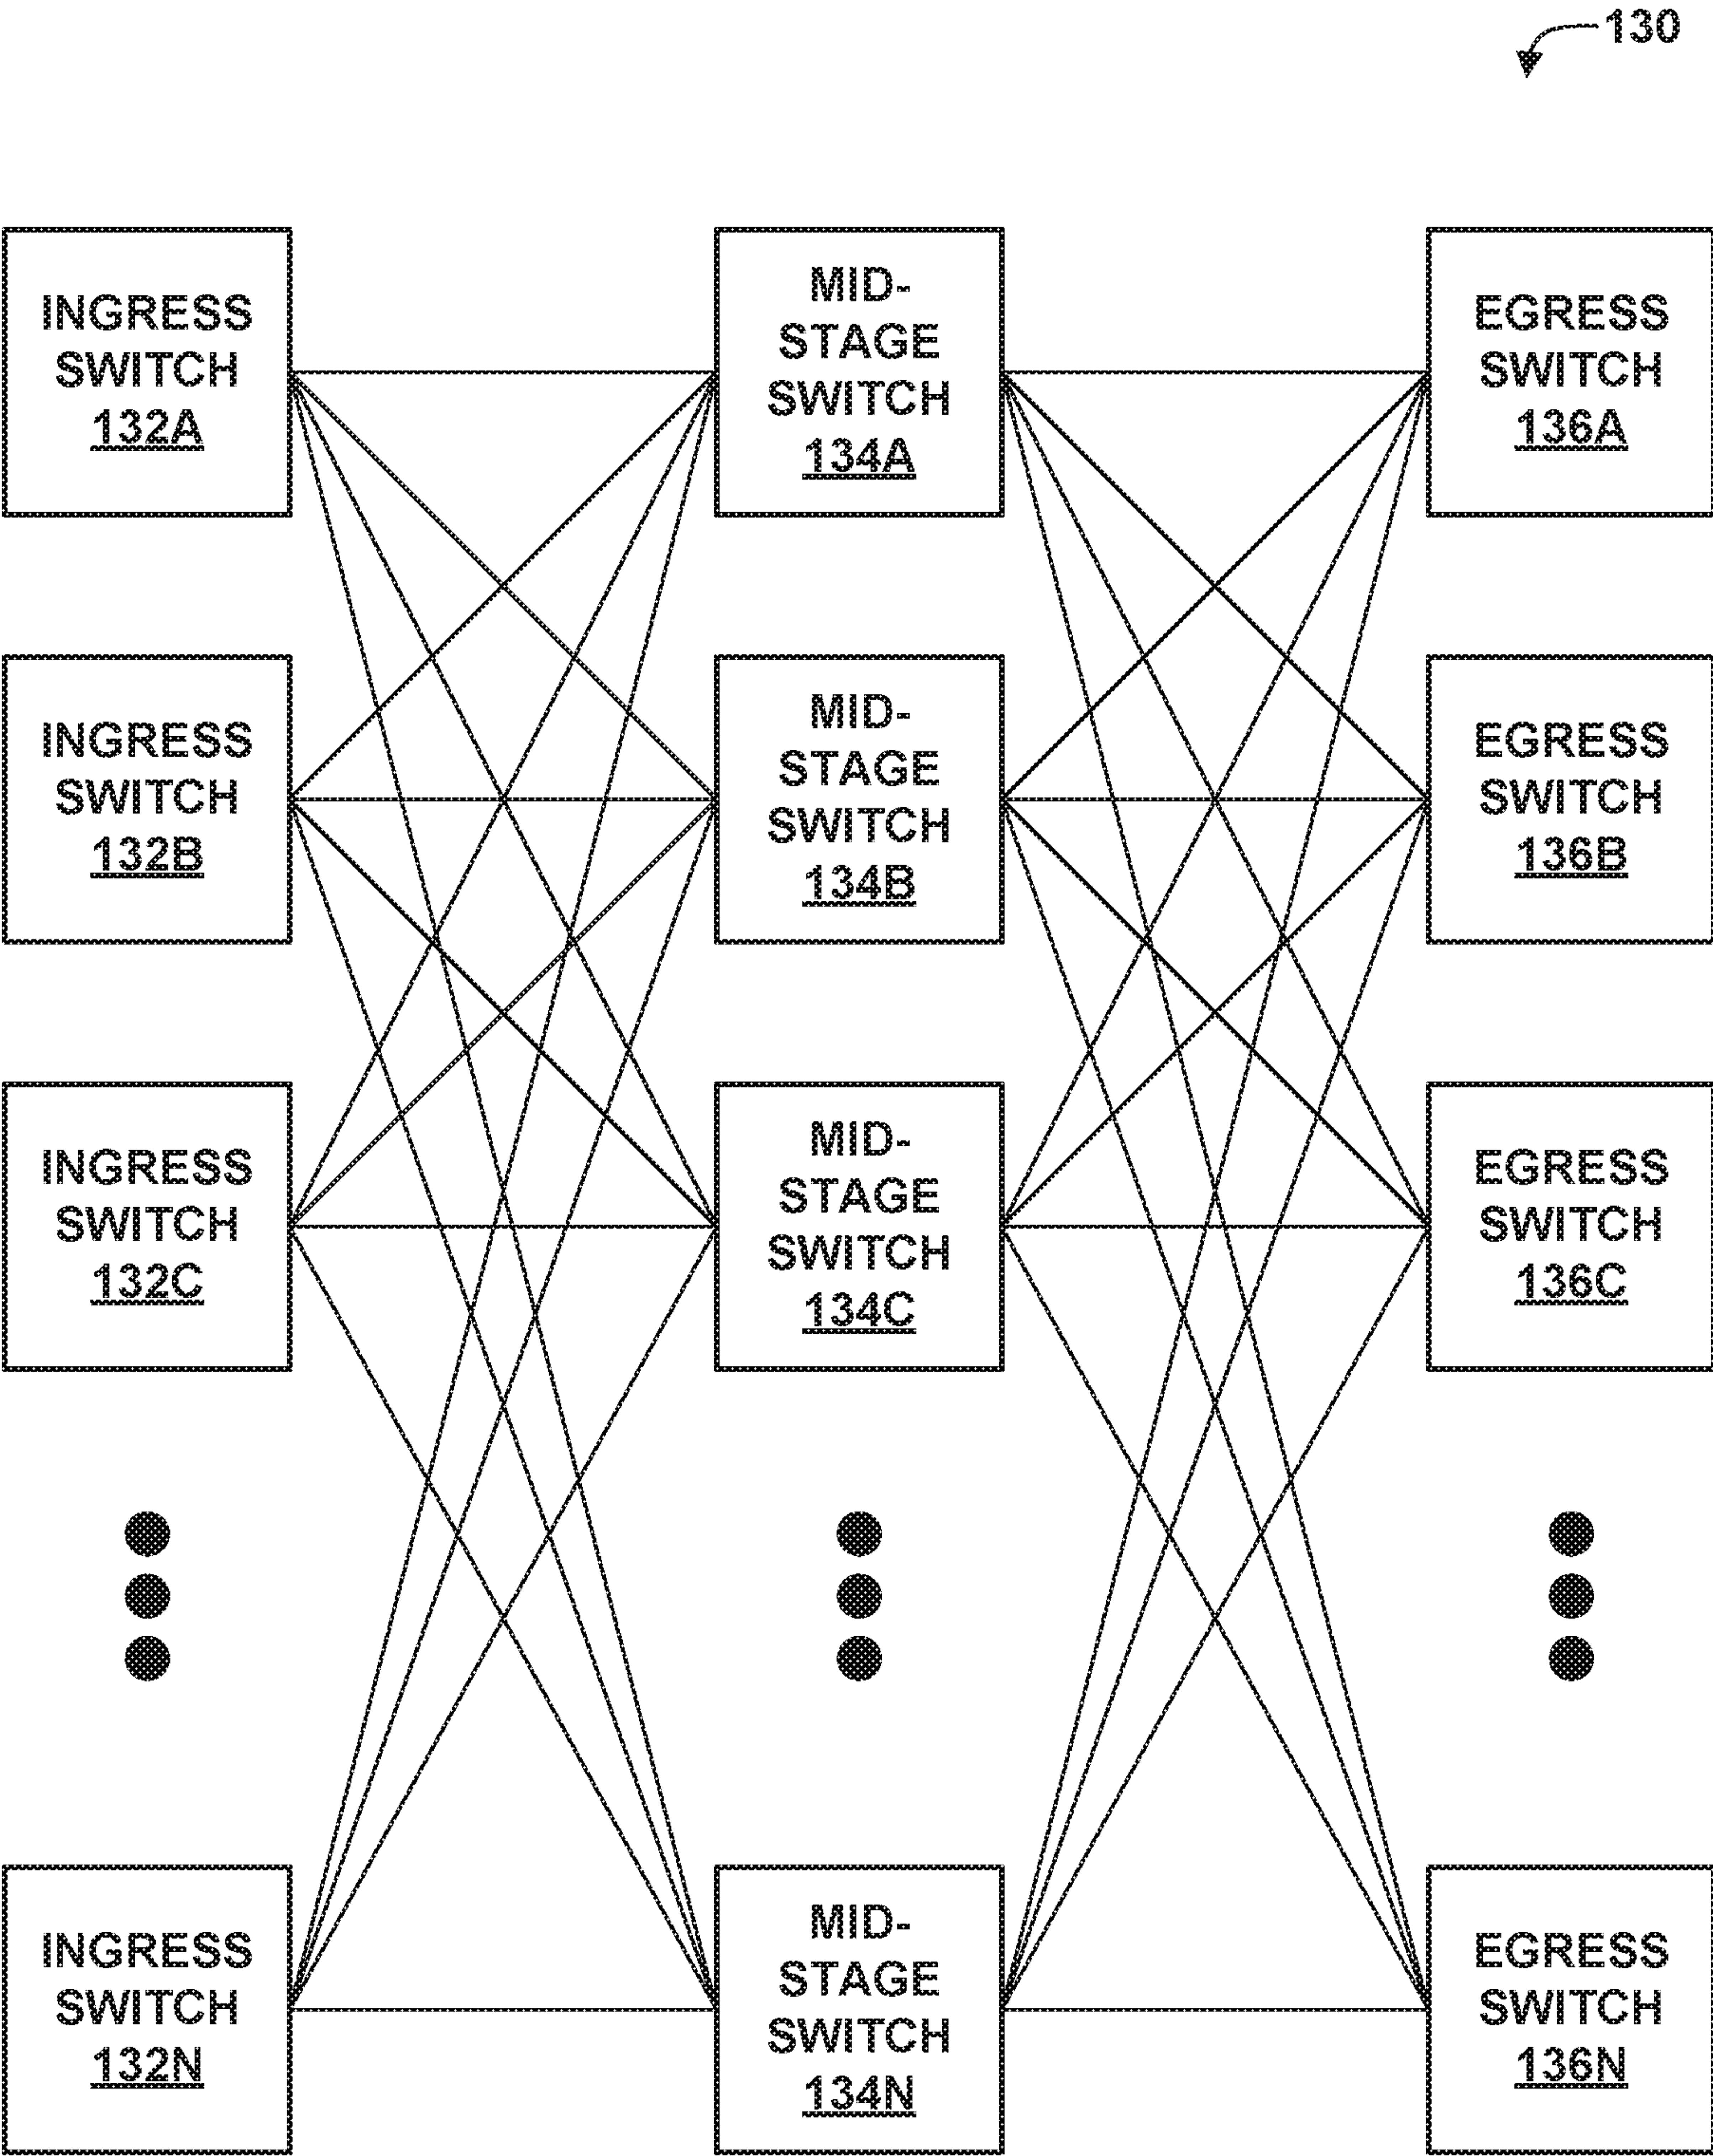 130
INGRESS
SWITCH
132A
MID-
STAGE
SWITCH
134A
EGRESS
SWITCH
136A
INGRESS
SWITCH
132B
MID-
STAGE
SWITCH
134B
EGRESS
SWITCH
136B
INGRESS
SWITCH
132C
MID-
STAGE
SWITCH
134C
EGRESS
SWITCH
136C
INGRESS
SWITCH
132N
MID-
STAGE
SWITCH
134N
EGRESS
SWITCH
136N